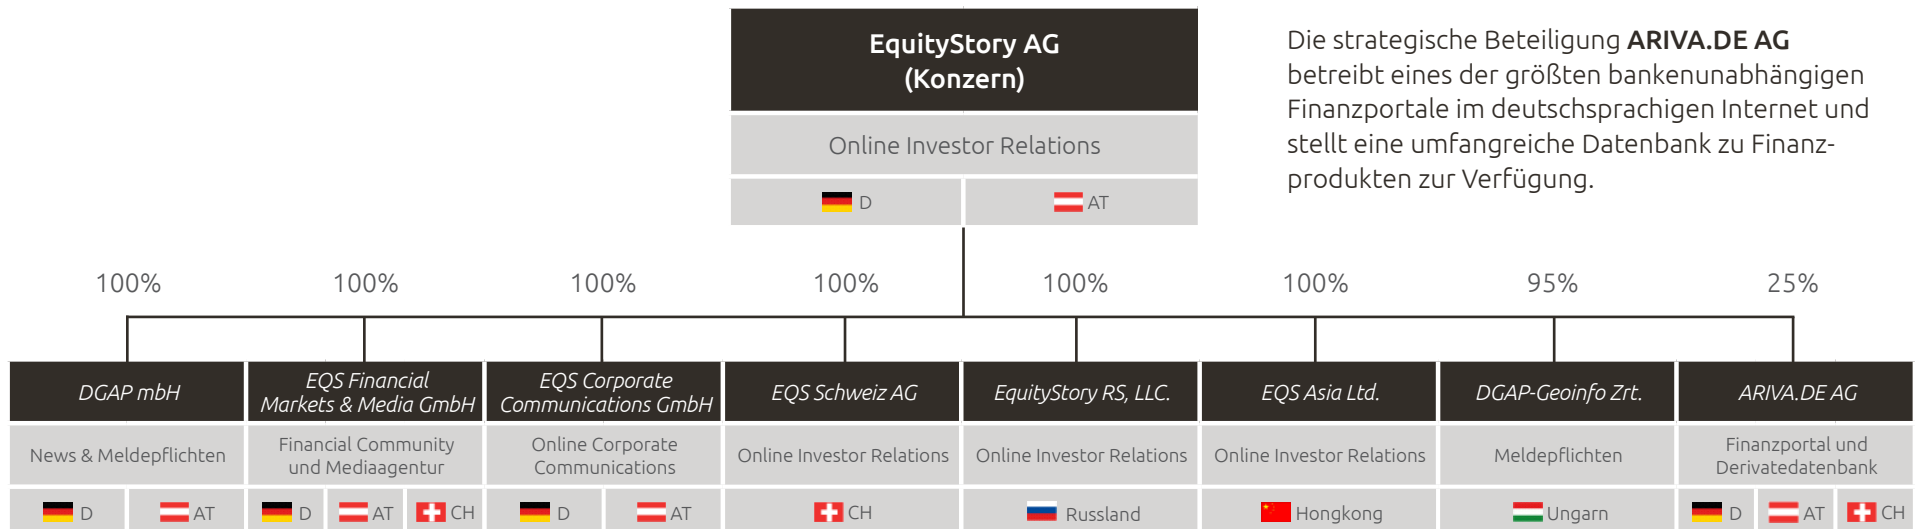 EquityStory AG
(Konzern)
Online Investor Relations
D
AT
Die strategische Beteiligung ARIVA.DE AG
betreibt eines der größten bankenunabhängigen
Finanzportale im deutschsprachigen Internet und
stellt eine umfangreiche Datenbank zu Finanz-
produkten zur Verfügung.
100%
100%
100%
100%
100%
100%
95%
25%
DGAP mbH
News & Meldepflichten
D
AT
EQS Financial
Markets & Media GmbH
Financial Community
und Mediaagentur
D
AT
CH
EQS Corporate
Communications GmbH
Online Corporate
Communications
D
AT
EQS Schweiz AG
Online Investor Relations
CH
EquityStory RS, LLC.
Online Investor Relations
Russland
EQS Asia Ltd.
Online Investor Relations
Hongkong
DGAP-Geoinfo Zrt.
Meldepflichten
Ungarn
ARIVA.DE AG
Finanzportal und
Derivatedatenbank
D
AT
CH